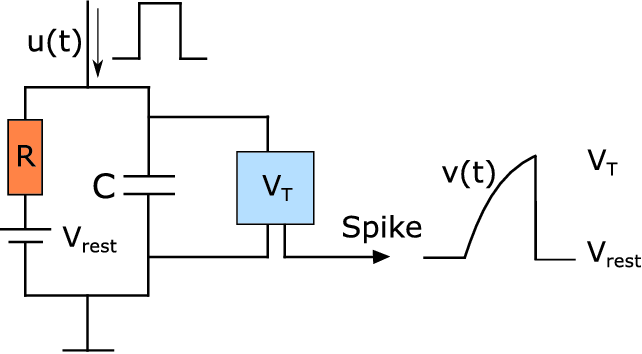 u(t)
R
C
V_T
V_rest
Spike
v(t)
V_T
V_rest